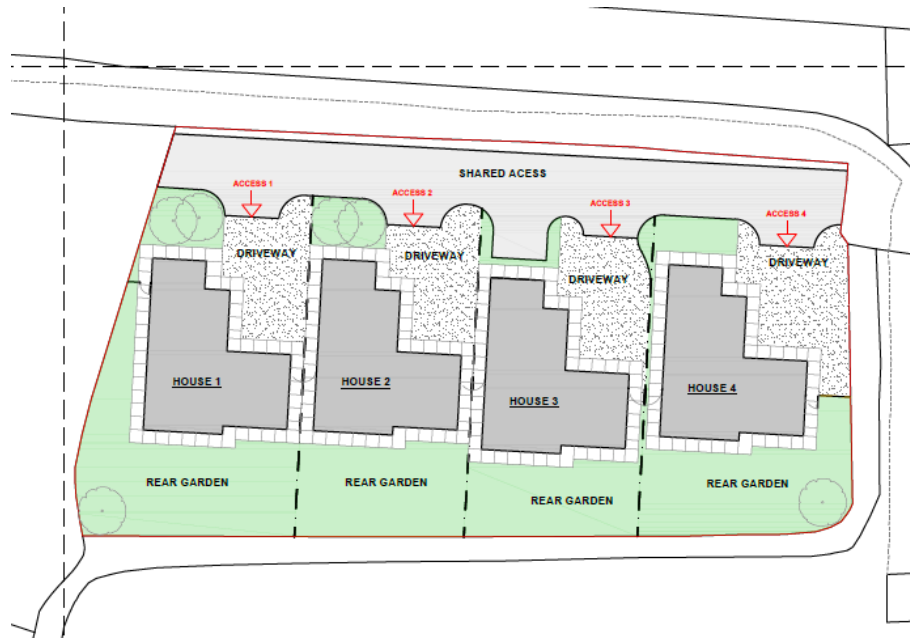 SHARED ACESS
ACCESS 1
ACCESS 2
ACCESS 3
ACCESS 4
DRIVEWAY
DRIVEWAY
DRIVEWAY
DRIVEWAY
HOUSE 1
HOUSE 2
HOUSE 3
HOUSE 4
REAR GARDEN
REAR GARDEN
REAR GARDEN
REAR GARDEN